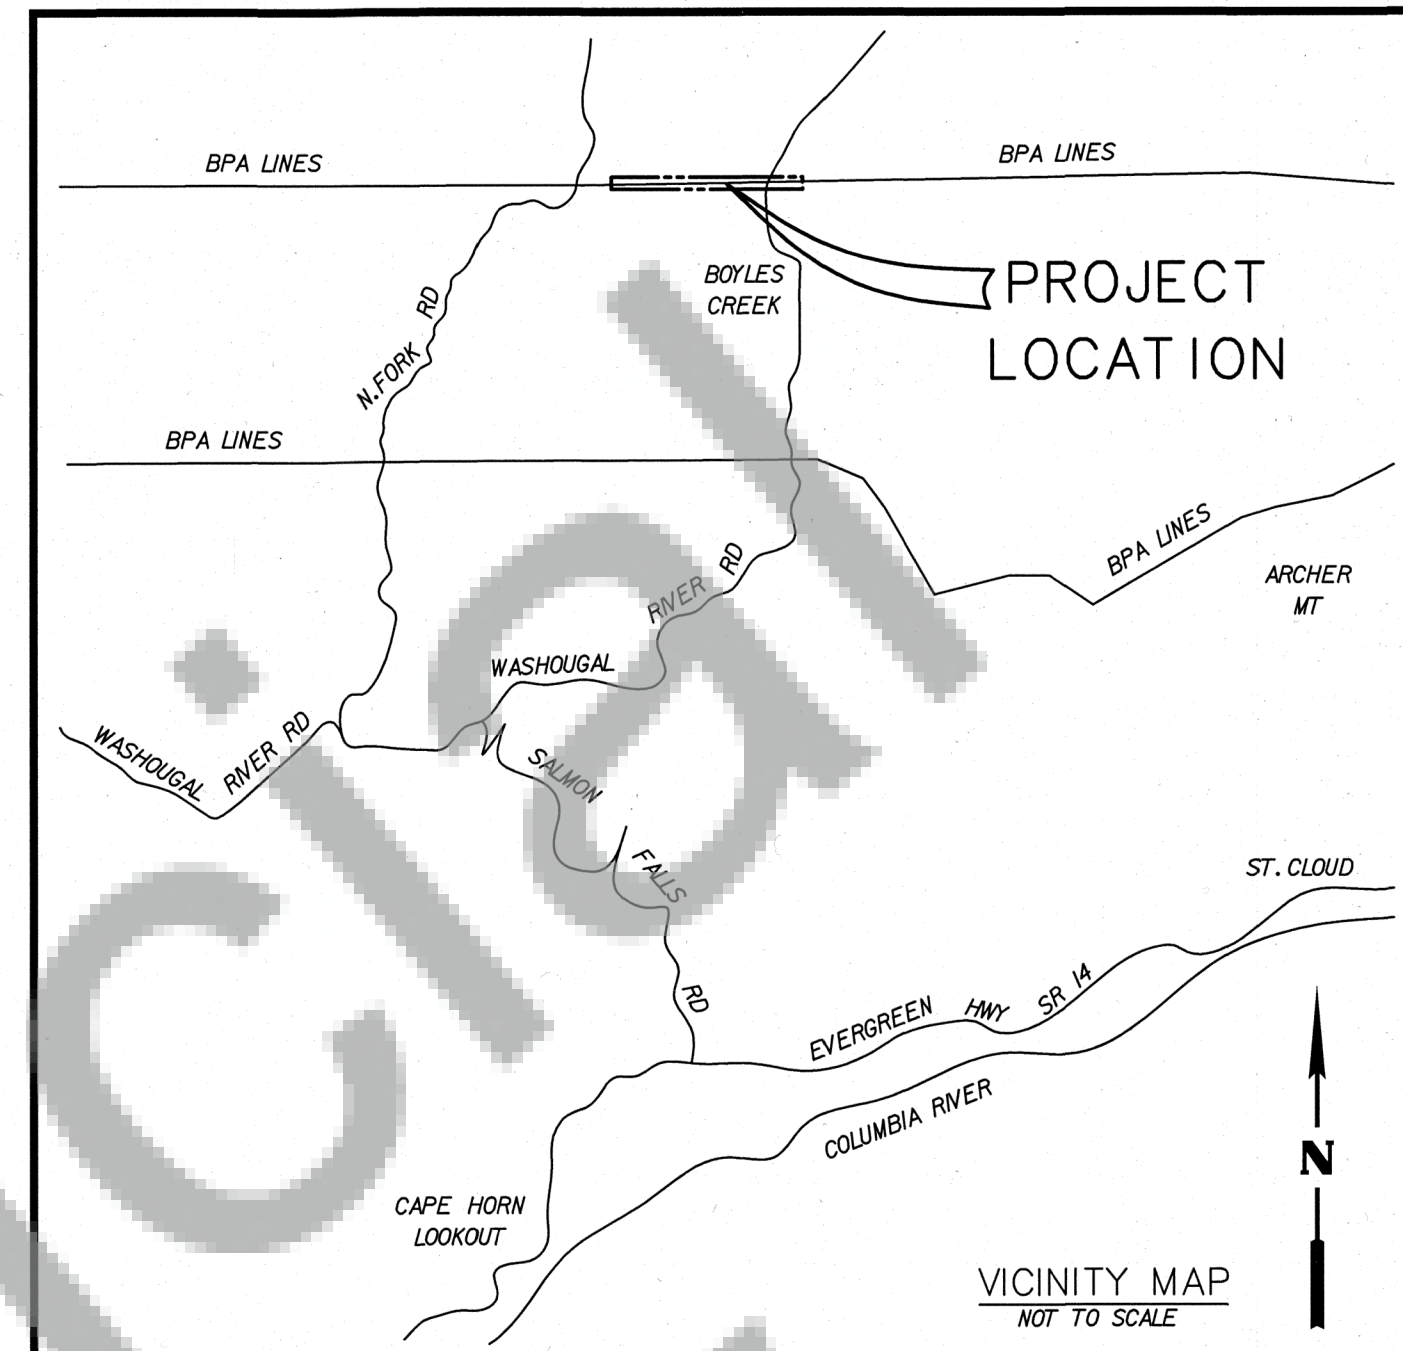 BPA LINES
BPA LINES
BOYLES
CREEK
PROJECT
LOCATION
N. FORK RD
BPA LINES
BPA LINES
ARCHER
MT
WASHOUGAL RIVER RD
WASHOUGAL RIVER RD
SALMON FALLS RD
ST. CLOUD
EVERGREEN HWY SR 14
COLUMBIA RIVER
CAPE HORN
LOOKOUT
N
VICINITY MAP
NOT TO SCALE